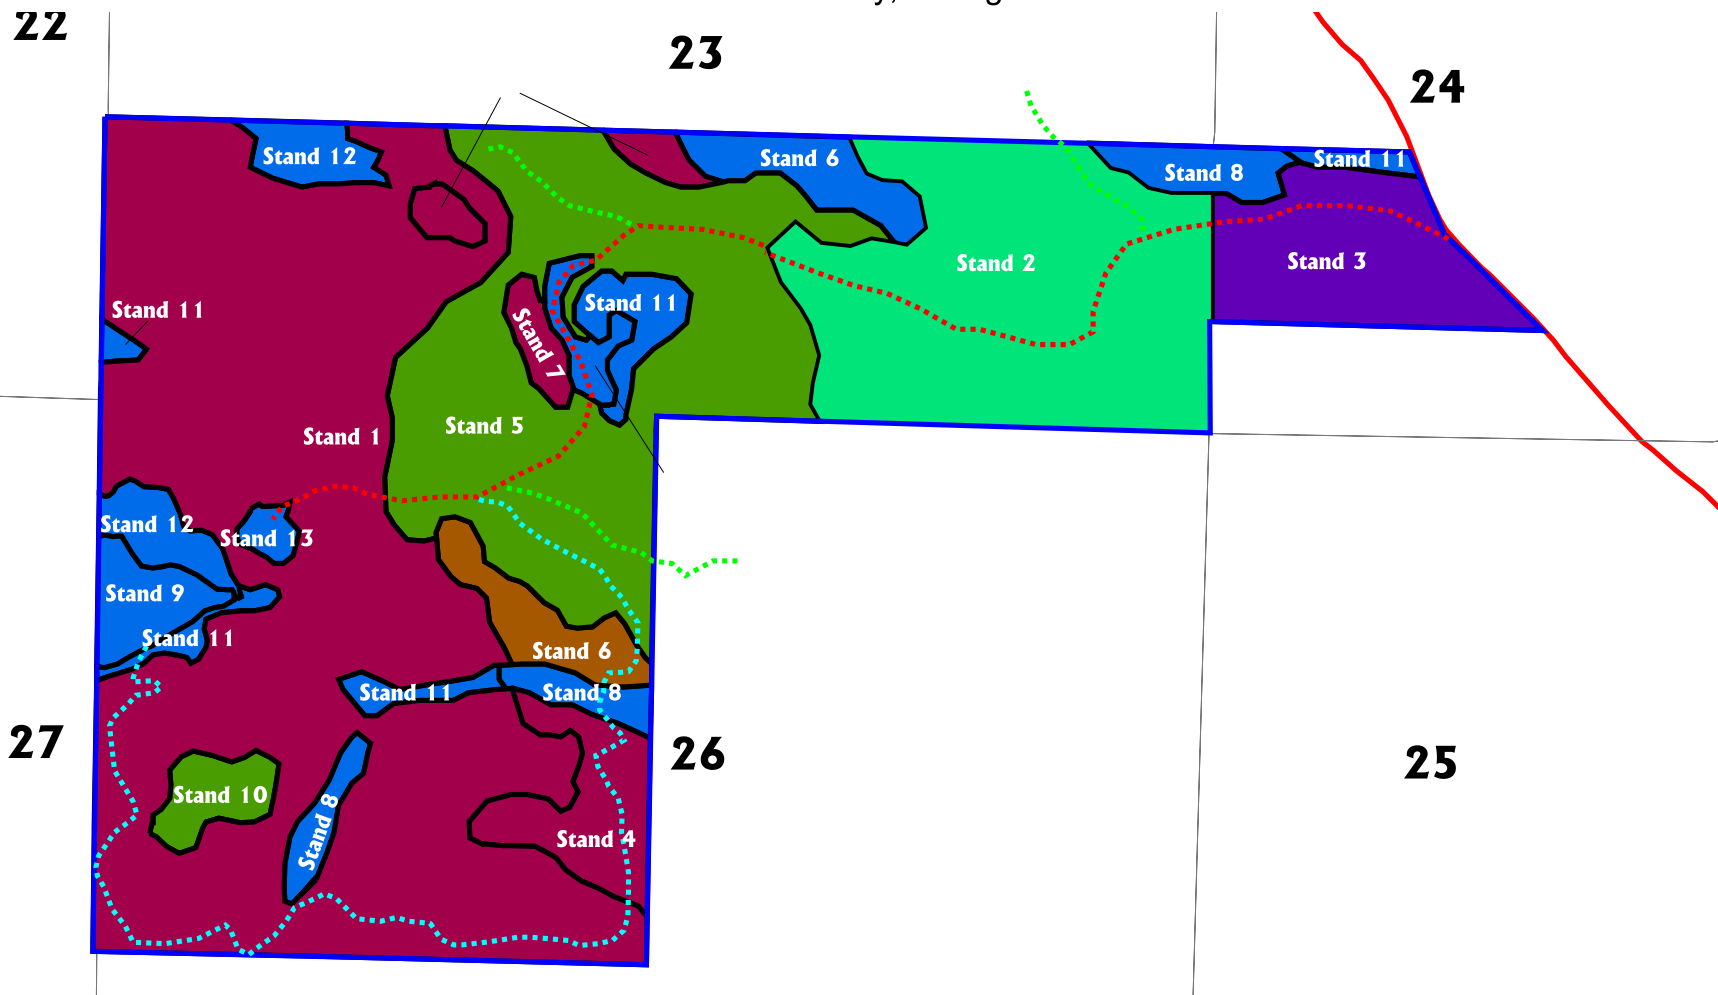 22
23
24
Stand 12
Stand 6
Stand 8
Stand 11
Stand 2
Stand 3
Stand 11
Stand 11
Stand 7
Stand 5
Stand 1
Stand 12
Stand 13
Stand 9
Stand 11
Stand 6
Stand 11
Stand 8
27
26
25
Stand 10
Stand 8
Stand 4